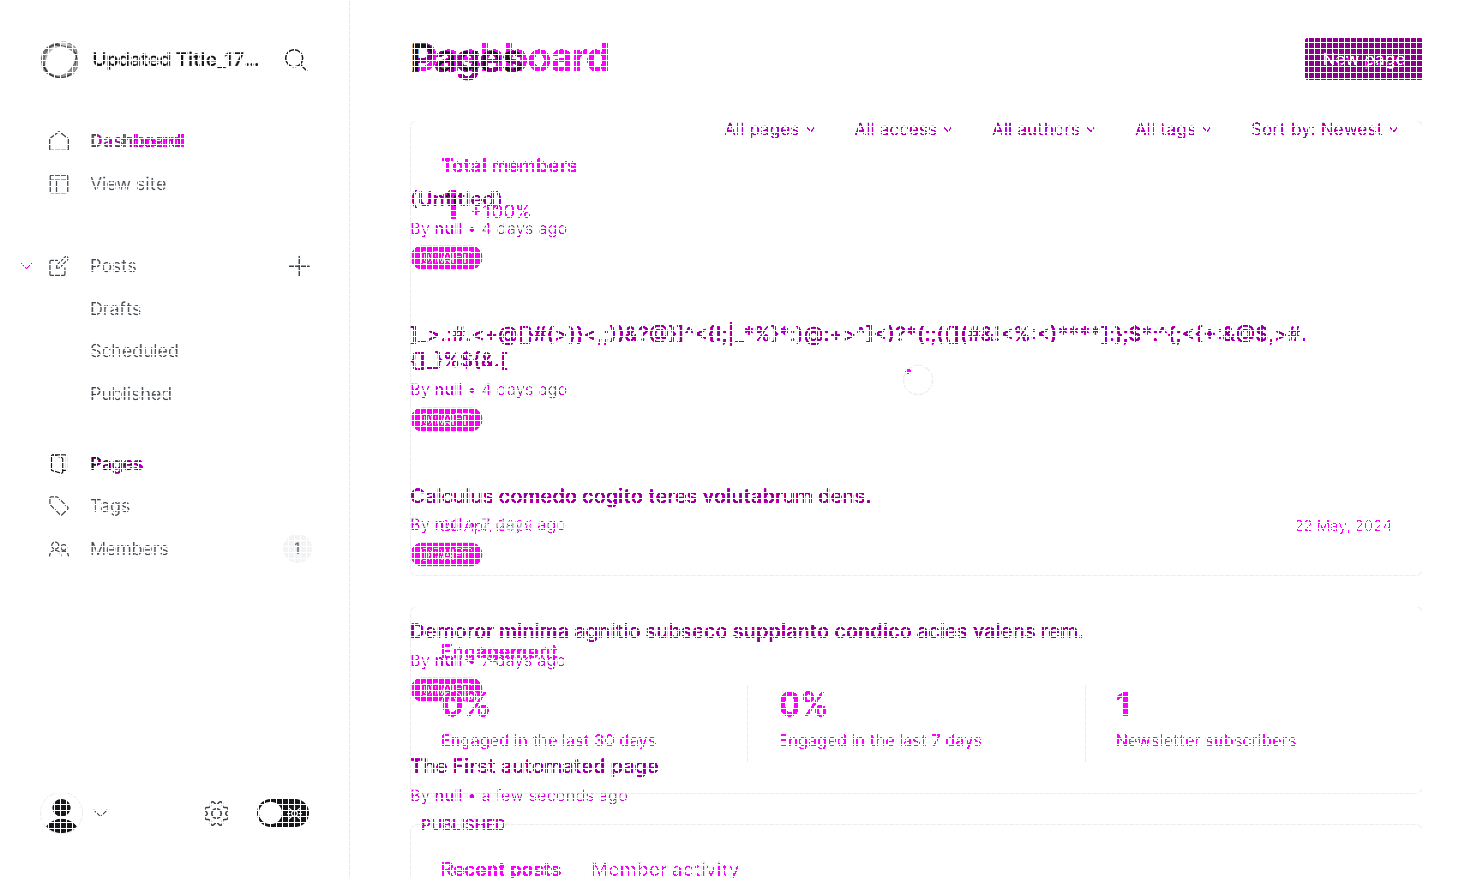 Updated Title_17...
Dashboard
View site
Posts
Drafts
Scheduled
Published
Pages
Tags
Members
1
Pages
Dashboard
New page
All pages
All access
All authors
All tags
Sort by: Newest
Total members
(Untitled)
1 +100%
By null • 4 days ago
By null • 4 days ago
Calculus comedo cogito teres volutabrum dens.
By null • 7 days ago
22 May, 2024
Demoror minima agnitio subseco supplanto condico acies valens rem.
Engagement
By null • 7 days ago
0%
0%
1
Engaged in the last 30 days
Engaged in the last 7 days
Newsletter subscribers
The First automated page
By null • a few seconds ago
PUBLISHED
Recent posts
Member activity